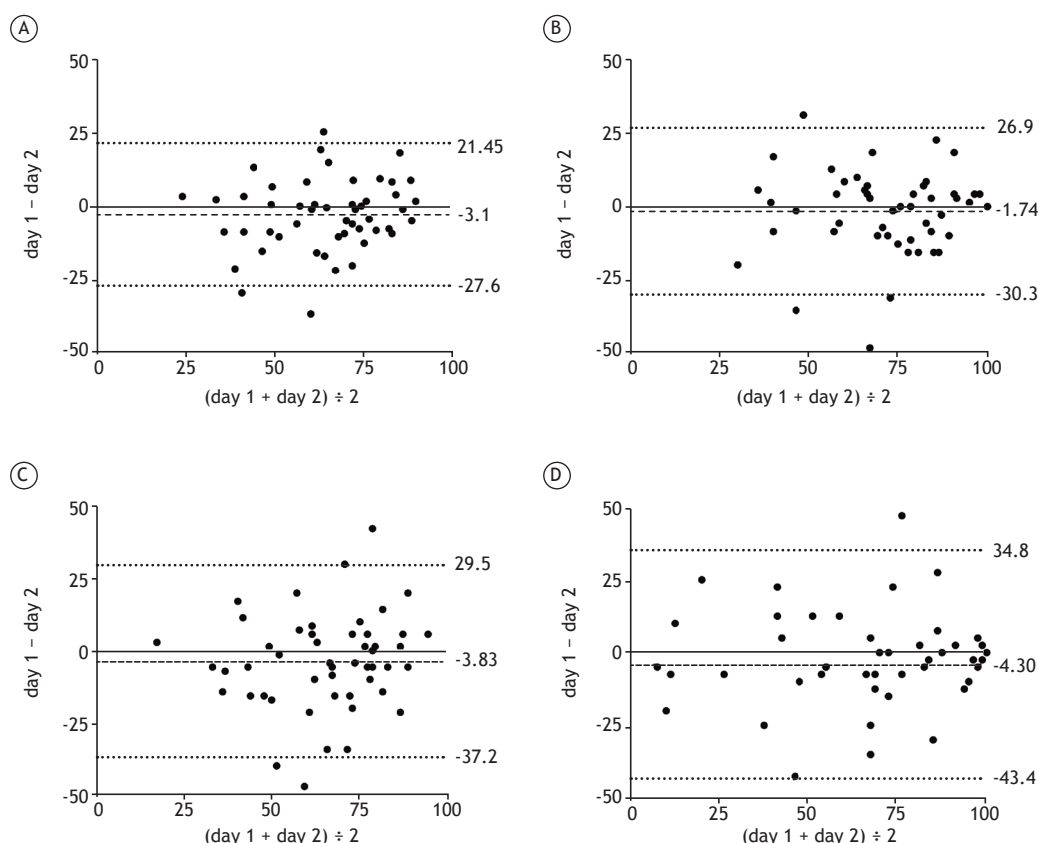 A
50
25
0
-25
-50
day 1 – day 2
21.45
-3.1
-27.6
0 25 50 75 100
(day 1 + day 2) ÷ 2
B
50
25
0
-25
-50
day 1 – day 2
26.9
-1.74
-30.3
0 25 50 75 100
(day 1 + day 2) ÷ 2
C
50
25
0
-25
-50
day 1 – day 2
29.5
-3.83
-37.2
0 25 50 75 100
(day 1 + day 2) ÷ 2
D
50
25
0
-25
-50
day 1 – day 2
34.8
-4.30
-43.4
0 25 50 75 100
(day 1 + day 2) ÷ 2